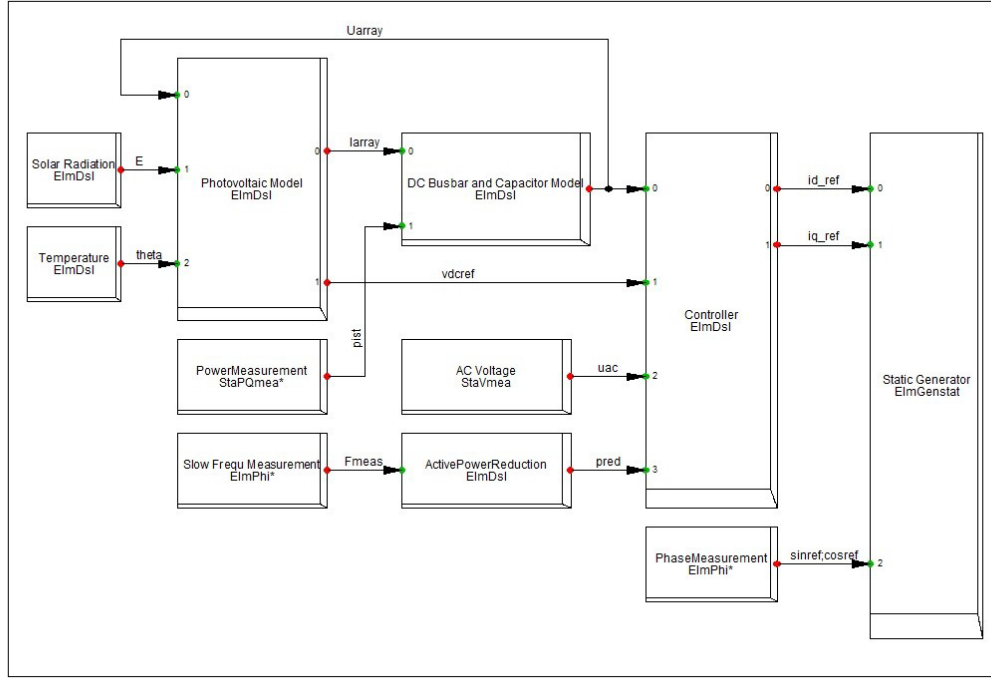 Uarray
0
Solar Radiation
ElmDsl
E
1
Photovoltaic Model
ElmDsl
0
Iarray
0
DC Busbar and Capacitor Model
ElmDsl
1
0
0
id_ref
0
1
iq_ref
1
Temperature
ElmDsl
theta
2
1
vdcref
1
Controller
ElmDsl
pist
PowerMeasurement
StaPQmea*
AC Voltage
StaVmea
uac
2
Static Generator
ElmGenstat
Slow Frequ Measurement
ElmPhi*
Fmeas
ActivePowerReduction
ElmDsl
pred
3
PhaseMeasurement
ElmPhi*
sinref;cosref
2